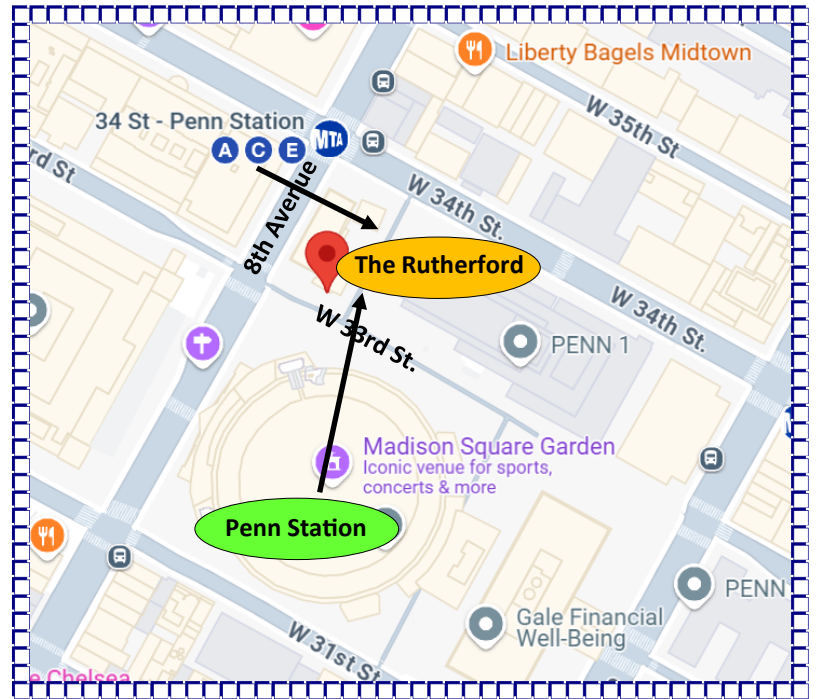 Liberty Bagels Midtown
W 35th St
34 St - Penn Station
A C E
MTA
rd St
8th Avenue
W 34th St.
The Rutherford
W 34th St.
W 33rd St.
PENN 1
Madison Square Garden
Iconic venue for sports,
concerts & more
Penn Station
PENN
Gale Financial
Well-Being
W 31st St
e Chelsea